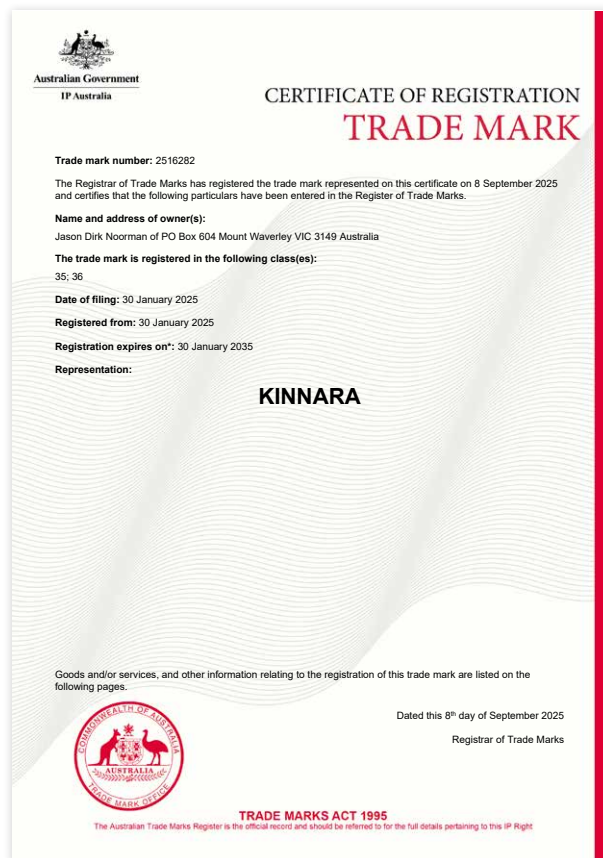 Australian Government
IP Australia
CERTIFICATE OF REGISTRATION
TRADE MARK
Trade mark number: 2516282
The Registrar of Trade Marks has registered the trade mark represented on this certificate on 8 September 2025
and certifies that the following particulars have been entered in the Register of Trade Marks.
Name and address of owner(s):
Jason Dirk Noorman of PO Box 604 Mount Waverley VIC 3149 Australia
The trade mark is registered in the following class(es):
35; 36
Date of filing: 30 January 2025
Registered from: 30 January 2025
Registration expires on*: 30 January 2035
Representation:
KINNARA
Goods and/or services, and other information relating to the registration of this trade mark are listed on the
following pages.
Dated this 8th day of September 2025
Registrar of Trade Marks
COMMONWEALTH OF AUSTRALIA
AUSTRALIA
TRADE MARK OFFICE
TRADE MARKS ACT 1995
The Australian Trade Marks Register is the official record and should be referred to for the full details pertaining to this IP Right